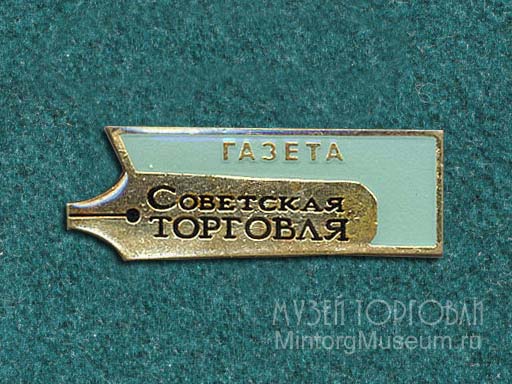 ГАЗЕТА
СОВЕТСКАЯ
ТОРГОВЛЯ
МУЗЕЙ ТОРГОВЛИ
MintorgMuseum.ru